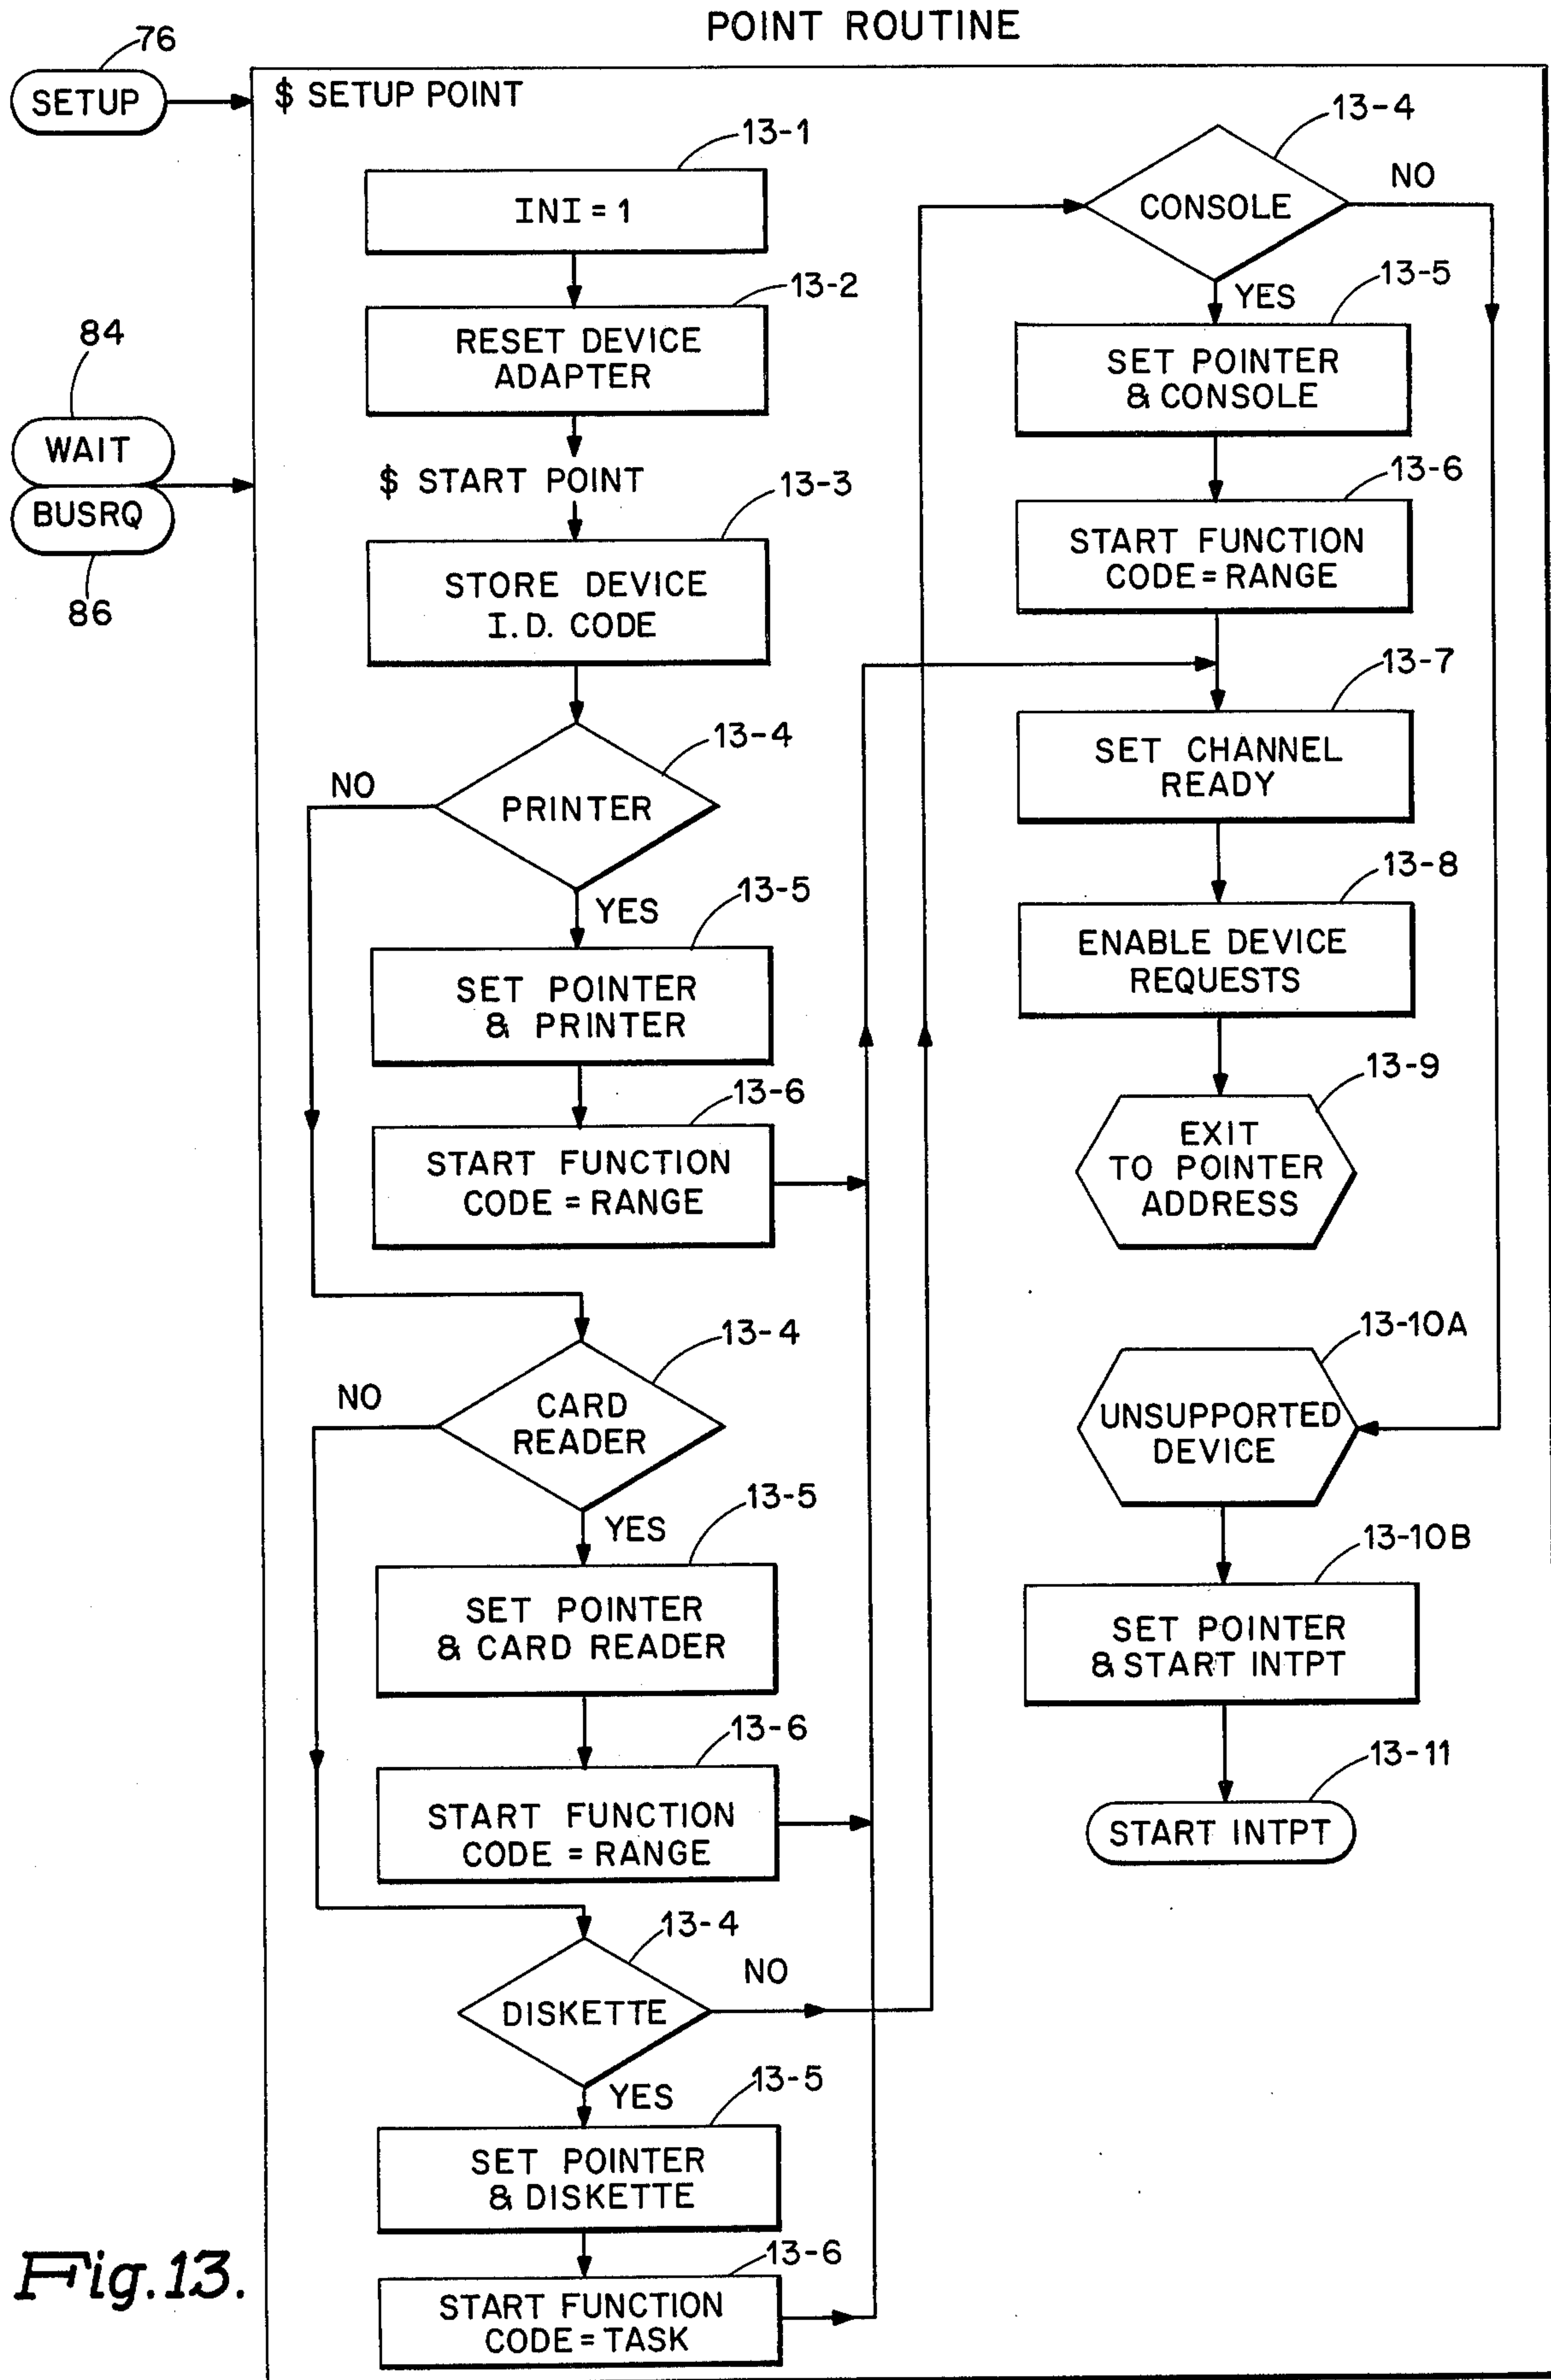 POINT ROUTINE
76
SETUP
$ SETUP POINT
13-1
INI = 1
13-2
RESET DEVICE
ADAPTER
84
WAIT
BUSRQ
86
$ START POINT
13-3
STORE DEVICE
I.D. CODE
13-4
PRINTER
NO
YES
13-5
SET POINTER
& PRINTER
13-6
START FUNCTION
CODE = RANGE
13-4
CARD
READER
NO
YES
13-5
SET POINTER
& CARD READER
13-6
START FUNCTION
CODE = RANGE
13-4
DISKETTE
NO
YES
13-5
SET POINTER
& DISKETTE
13-6
START FUNCTION
CODE = TASK
13-4
CONSOLE
NO
YES
13-5
SET POINTER
& CONSOLE
13-6
START FUNCTION
CODE = RANGE
13-7
SET CHANNEL
READY
13-8
ENABLE DEVICE
REQUESTS
13-9
EXIT
TO POINTER
ADDRESS
13-10A
UNSUPPORTED
DEVICE
13-10B
SET POINTER
& START INTPT
13-11
START INTPT
Fig. 13.